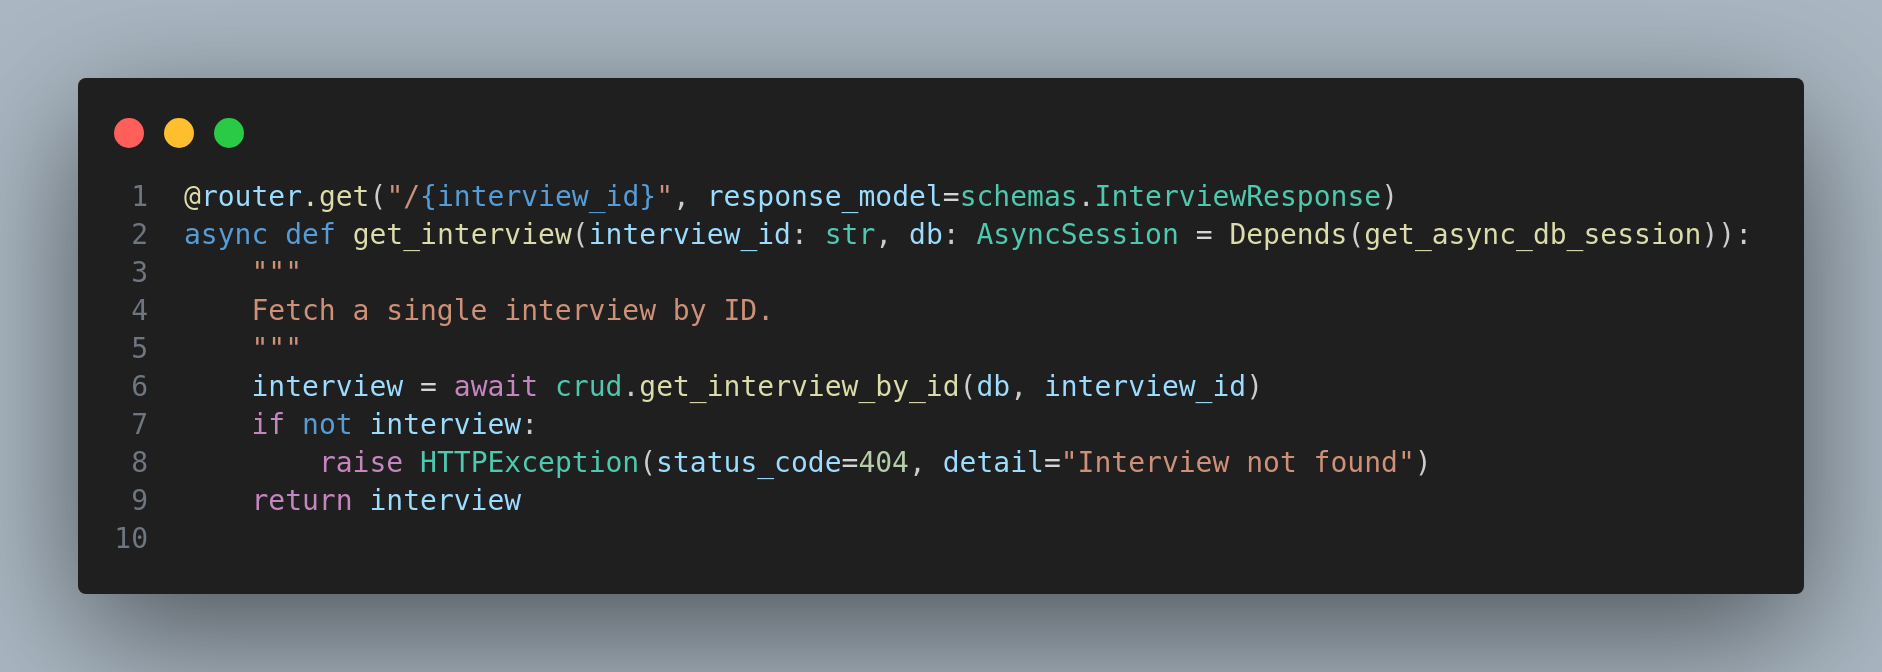 1 @router.get("/{interview_id}", response_model=schemas.InterviewResponse)
2 async def get_interview(interview_id: str, db: AsyncSession = Depends(get_async_db_session)):
3     """
4     Fetch a single interview by ID.
5     """
6     interview = await crud.get_interview_by_id(db, interview_id)
7     if not interview:
8         raise HTTPException(status_code=404, detail="Interview not found")
9     return interview
10